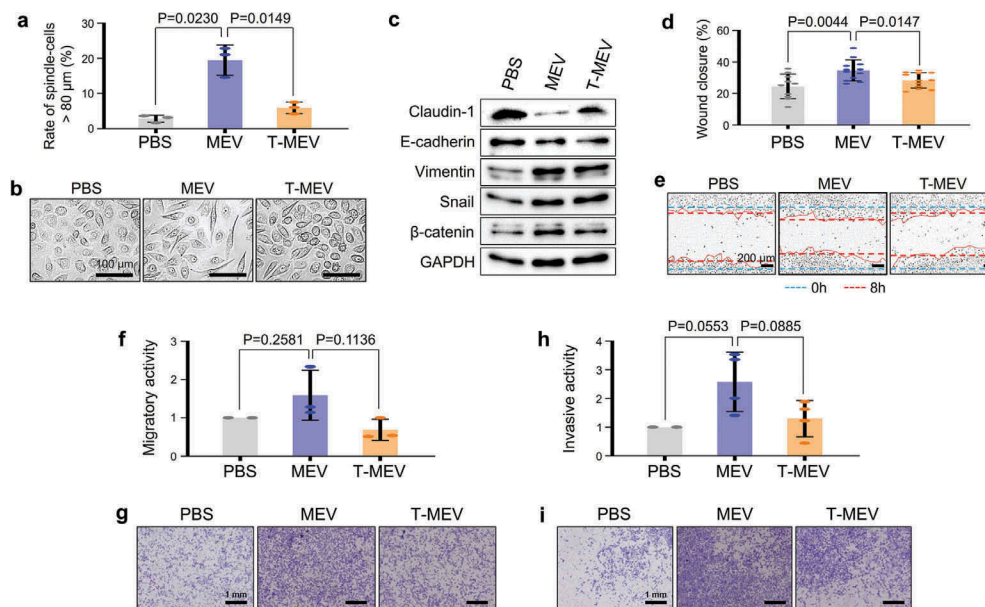 a
P=0.0230 P=0.0149
Rate of spindle-cells
> 80 μm (%)
30
20
10
0
PBS MEV T-MEV
b
PBS MEV T-MEV
100 μm
c
PBS MEV T-MEV
Claudin-1
E-cadherin
Vimentin
Snail
β-catenin
GAPDH
d
P=0.0044 P=0.0147
Wound closure (%)
60
40
20
0
PBS MEV T-MEV
e
PBS MEV T-MEV
200 μm
0h 8h
f
P=0.2581 P=0.1136
Migratory activity
3
2
1
0
PBS MEV T-MEV
g
PBS MEV T-MEV
1 mm
h
P=0.0553 P=0.0885
Invasive activity
4
3
2
1
0
PBS MEV T-MEV
i
PBS MEV T-MEV
1 mm